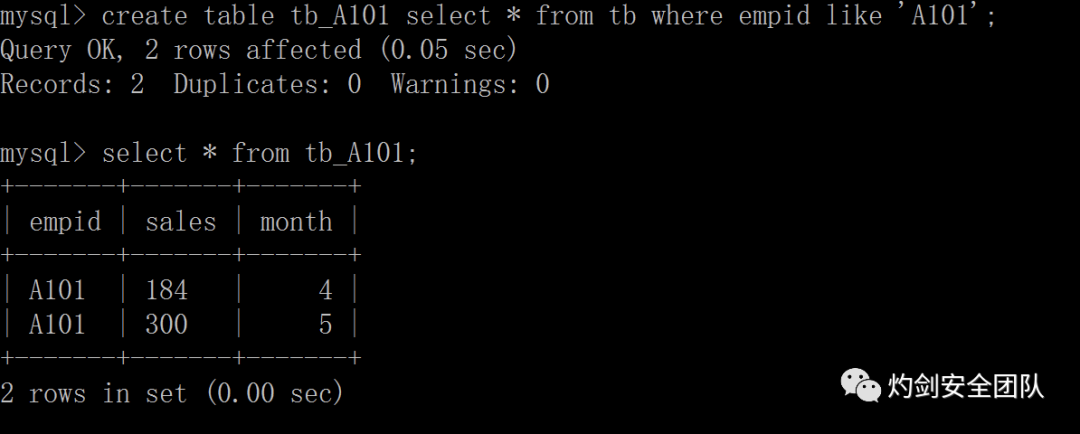 mysql> create table tb_A101 select * from tb where empid like 'A101';
Query OK, 2 rows affected (0.05 sec)
Records: 2  Duplicates: 0  Warnings: 0
mysql> select * from tb_A101;
+-------+-------+-------+
| empid | sales | month |
+-------+-------+-------+
| A101  | 184   |     4 |
| A101  | 300   |     5 |
+-------+-------+-------+
2 rows in set (0.00 sec)
灼剑安全团队